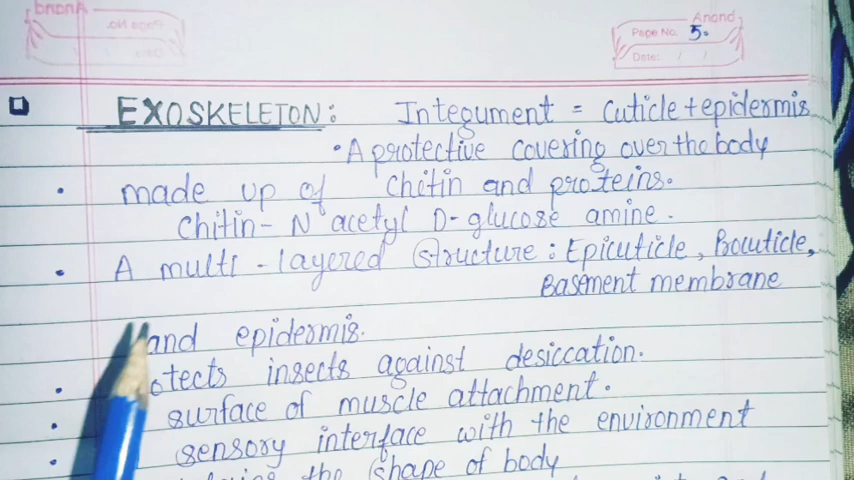 Anand
Page No. 5.
Date: / /
EXOSKELETON: Integument = Cuticle + epidermis
• A protective covering over the body
• made up of Chitin and proteins.
Chitin - N acetyl D-glucose amine.
• A multi-layered structure: Epicuticle, Procuticle,
Basement membrane
and epidermis.
otects insects against desiccation.
surface of muscle attachment.
sensory interface with the environment
the shape of body